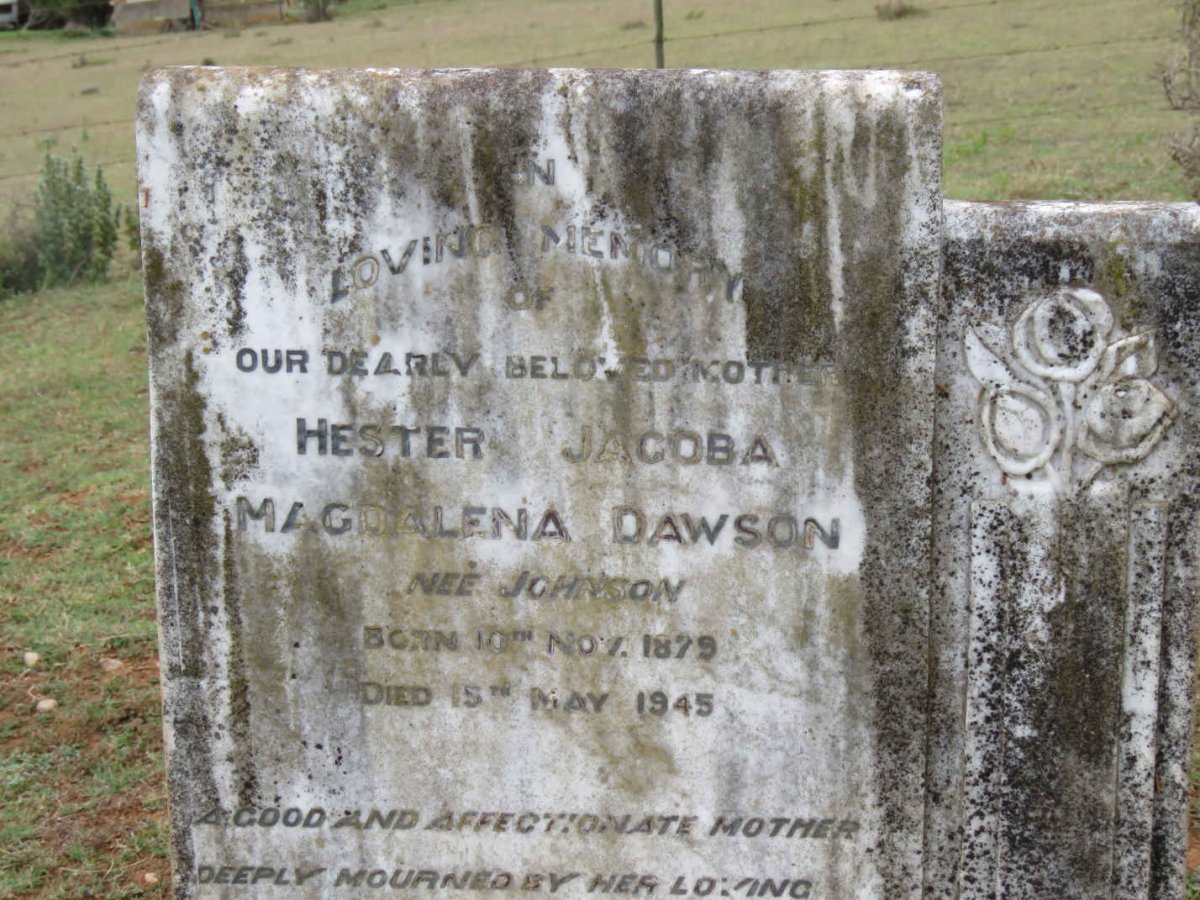 IN
LOVING MEMORY
OF
OUR DEARLY BELOVED MOTHER
HESTER JACOBA
MAGDALENA DAWSON
NEÉ JOHNSON
BORN 10TH NOV. 1879
DIED 15TH MAY 1945
A GOOD AND AFFECTIONATE MOTHER
DEEPLY MOURNED BY HER LOVING